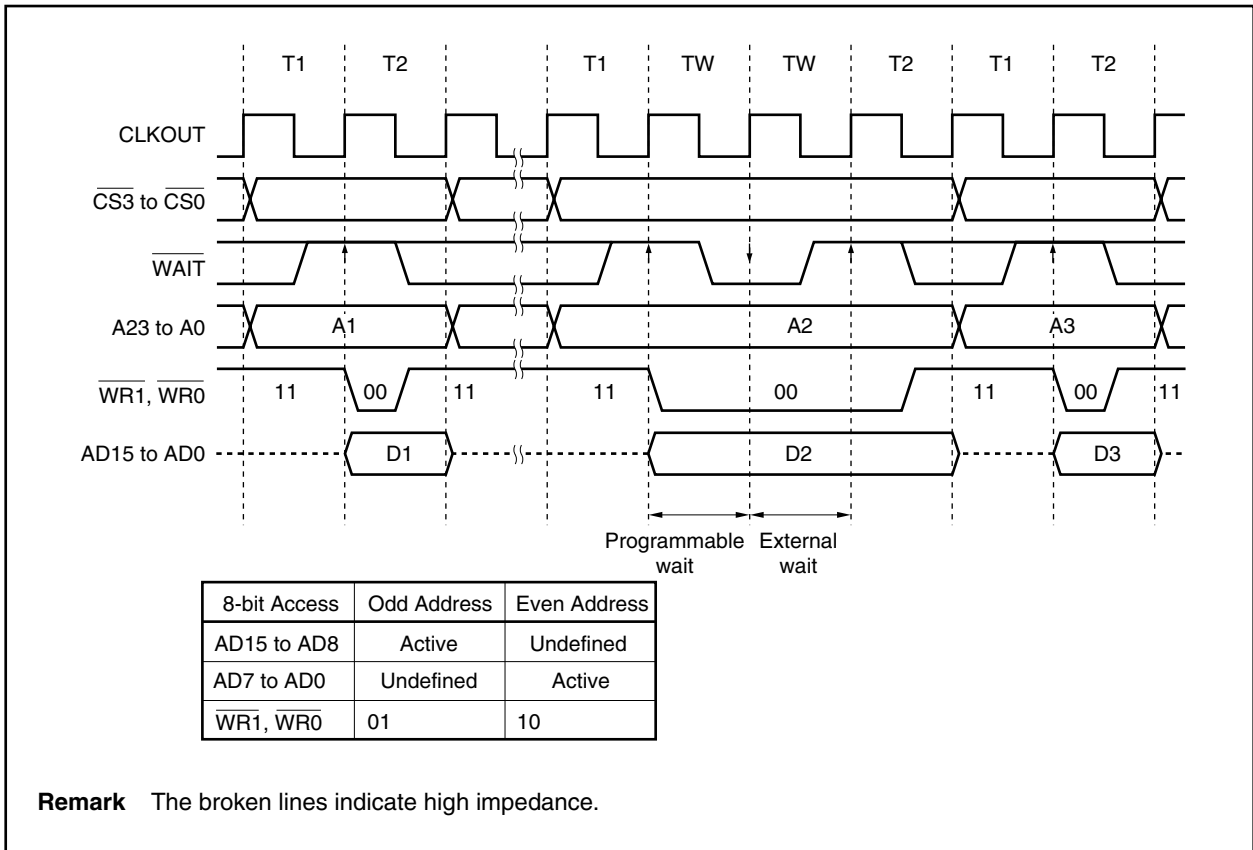 T1 T2 T1 TW TW T2 T1 T2
CLKOUT
CS3 to CS0
WAIT
A23 to A0 A1 A2 A3
WR1, WR0 11 00 11 11 00 11 00 11
AD15 to AD0 D1 D2 D3
Programmable wait
External wait
8-bit Access Odd Address Even Address
AD15 to AD8 Active Undefined
AD7 to AD0 Undefined Active
WR1, WR0 01 10
Remark The broken lines indicate high impedance.